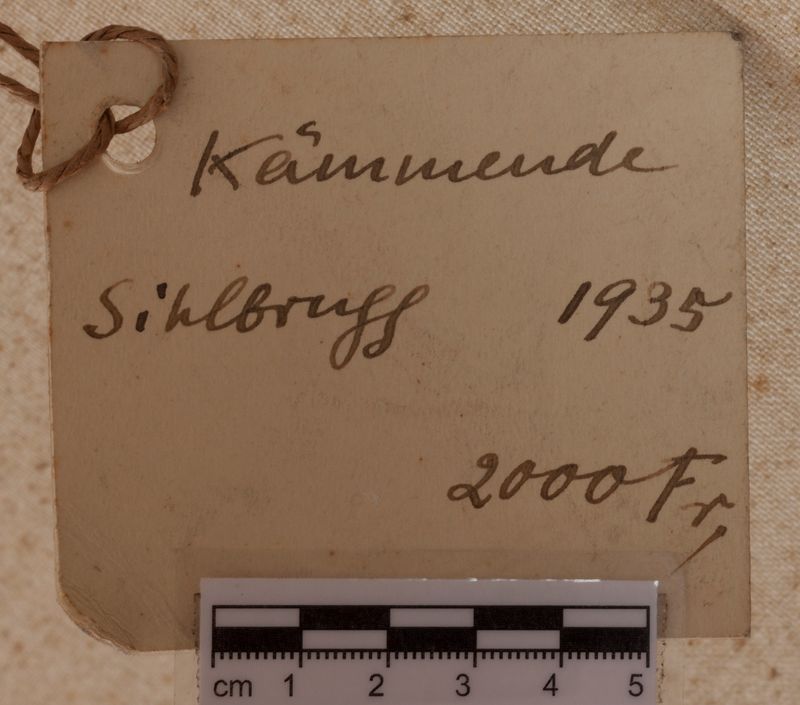 Kämmende
Sihlbrugg 1935
2000 Fr,
cm 1 2 3 4 5